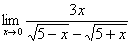 lim x→0 3x / (√(5−x) − √(5+x))